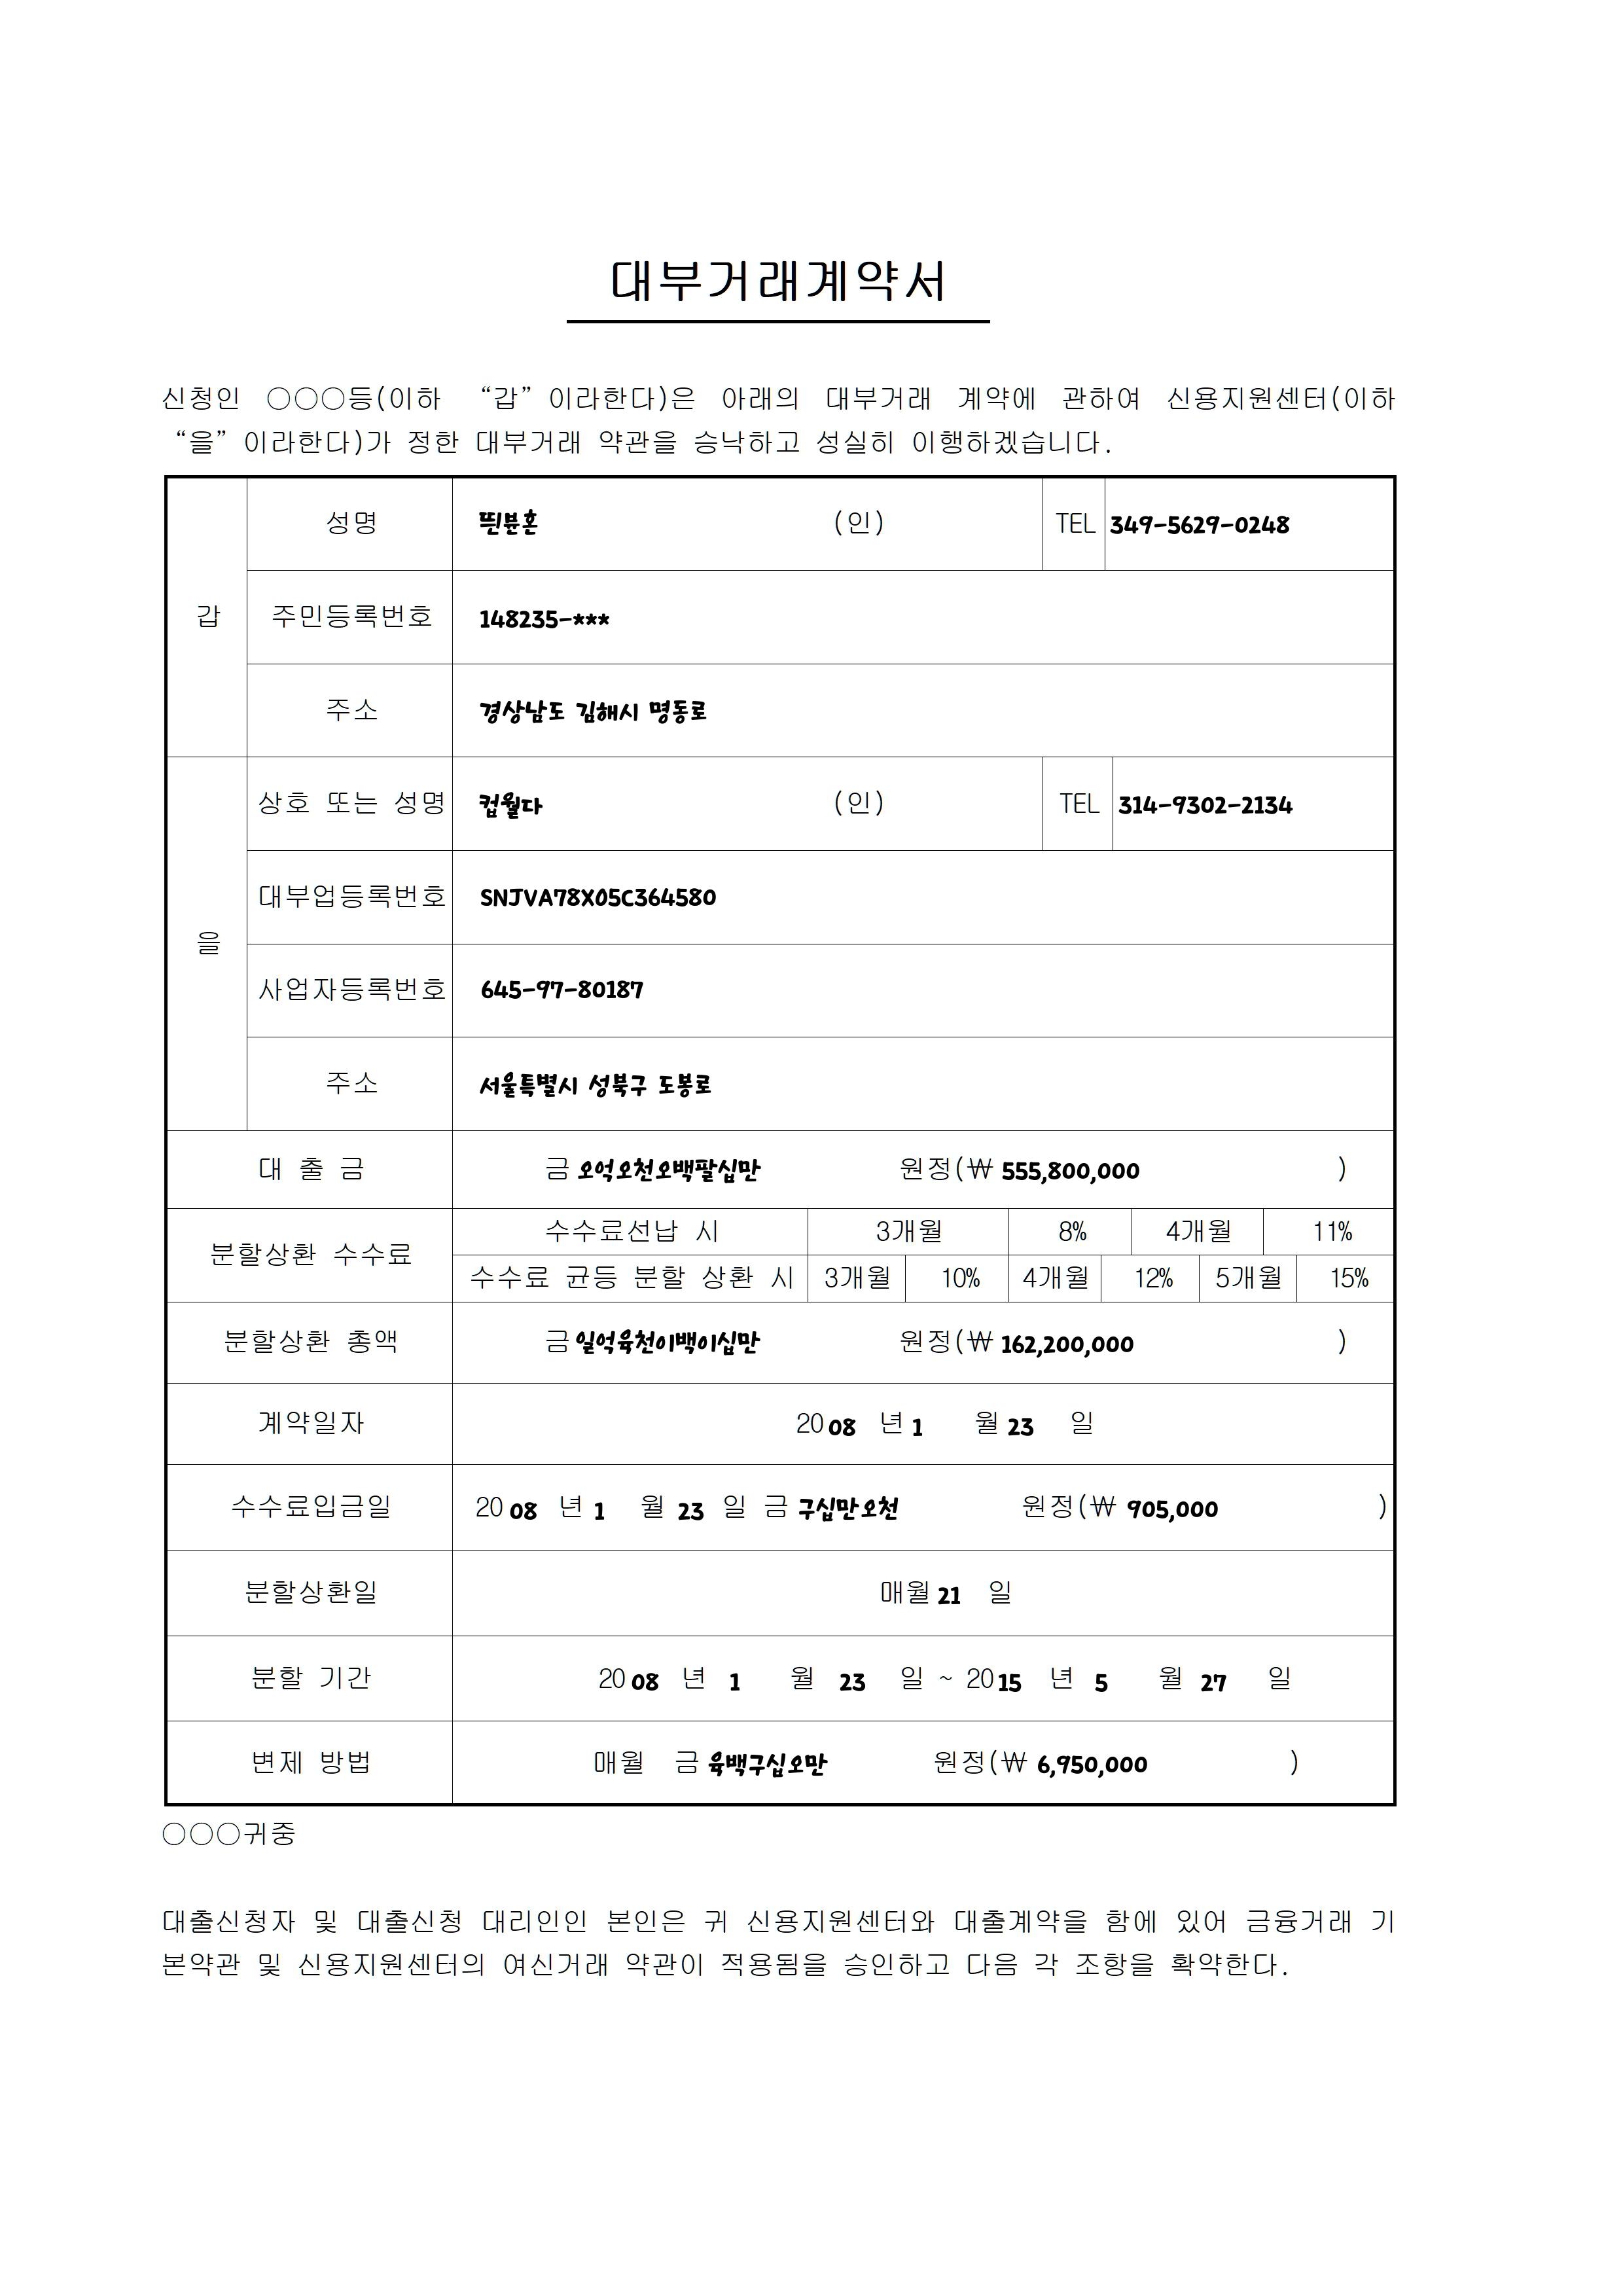 대부거래계약서
신청인 ○○○등(이하 “갑”이라한다)은 아래의 대부거래 계약에 관하여 신용지원센터(이하
“을”이라한다)가 정한 대부거래 약관을 승낙하고 성실히 이행하겠습니다.
갑
성명 띈뷴혼 (인) TEL 349-5629-0248
주민등록번호 148235-***
주소 경상남도 김해시 명동로
을
상호 또는 성명 컵월다 (인) TEL 314-9302-2134
대부업등록번호 SNJVA78X05C364580
사업자등록번호 645-97-80187
주소 서울특별시 성북구 도봉로
대 출 금 금 오억오천오백팔십만 원정(₩ 555,800,000 )
분할상환 수수료
수수료선납 시 3개월 8% 4개월 11%
수수료 균등 분할 상환 시 3개월 10% 4개월 12% 5개월 15%
분할상환 총액 금 일억육천이백이십만 원정(₩ 162,200,000 )
계약일자 2008 년 1 월 23 일
수수료입금일 2008 년 1 월 23 일 금 구십만오천 원정(₩ 905,000 )
분할상환일 매월 21 일
분할 기간 2008 년 1 월 23 일 ~ 2015 년 5 월 27 일
변제 방법 매월 금 육백구십오만 원정(₩ 6,950,000 )
○○○귀중
대출신청자 및 대출신청 대리인인 본인은 귀 신용지원센터와 대출계약을 함에 있어 금융거래 기
본약관 및 신용지원센터의 여신거래 약관이 적용됨을 승인하고 다음 각 조항을 확약한다.